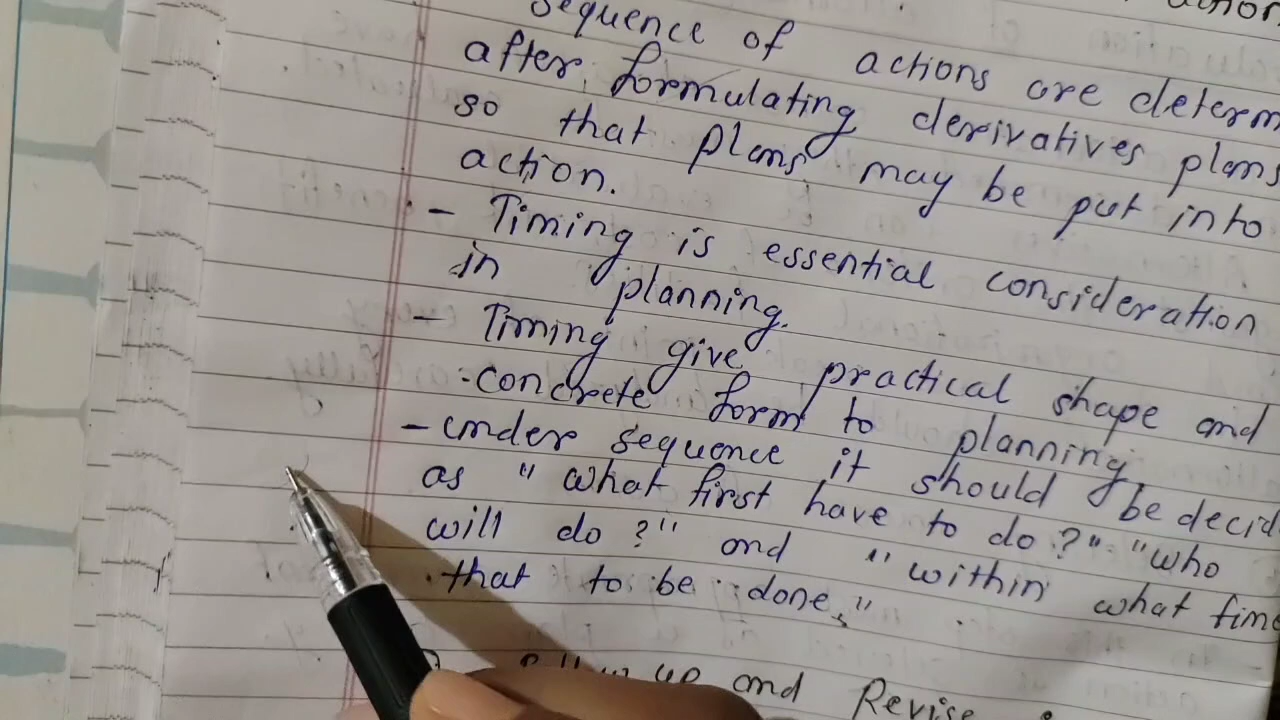 sequence of actions are determ
after formulating derivatives plans
so that plans may be put into
action.
- Timing is essential consideration
in planning.
- Timing give practical shape and
concrete form to planning
- under sequence it should be decid
as "what first have to do?" "who
will do?" and "within what time
that to be done,"
up and Revise